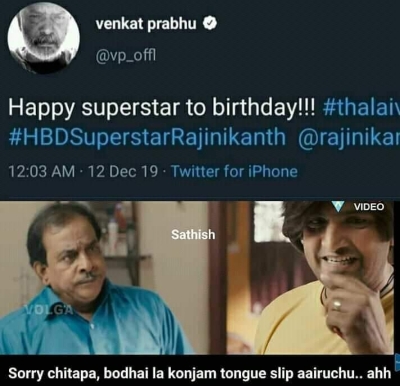 venkat prabhu
@vp_offl
Happy superstar to birthday!!! #thalaiv
#HBDSuperstarRajinikanth @rajinikar
12:03 AM · 12 Dec 19 · Twitter for iPhone
VIDEO
Sathish
VOLGA
Sorry chitapa, bodhai la konjam tongue slip aairuchu.. ahh